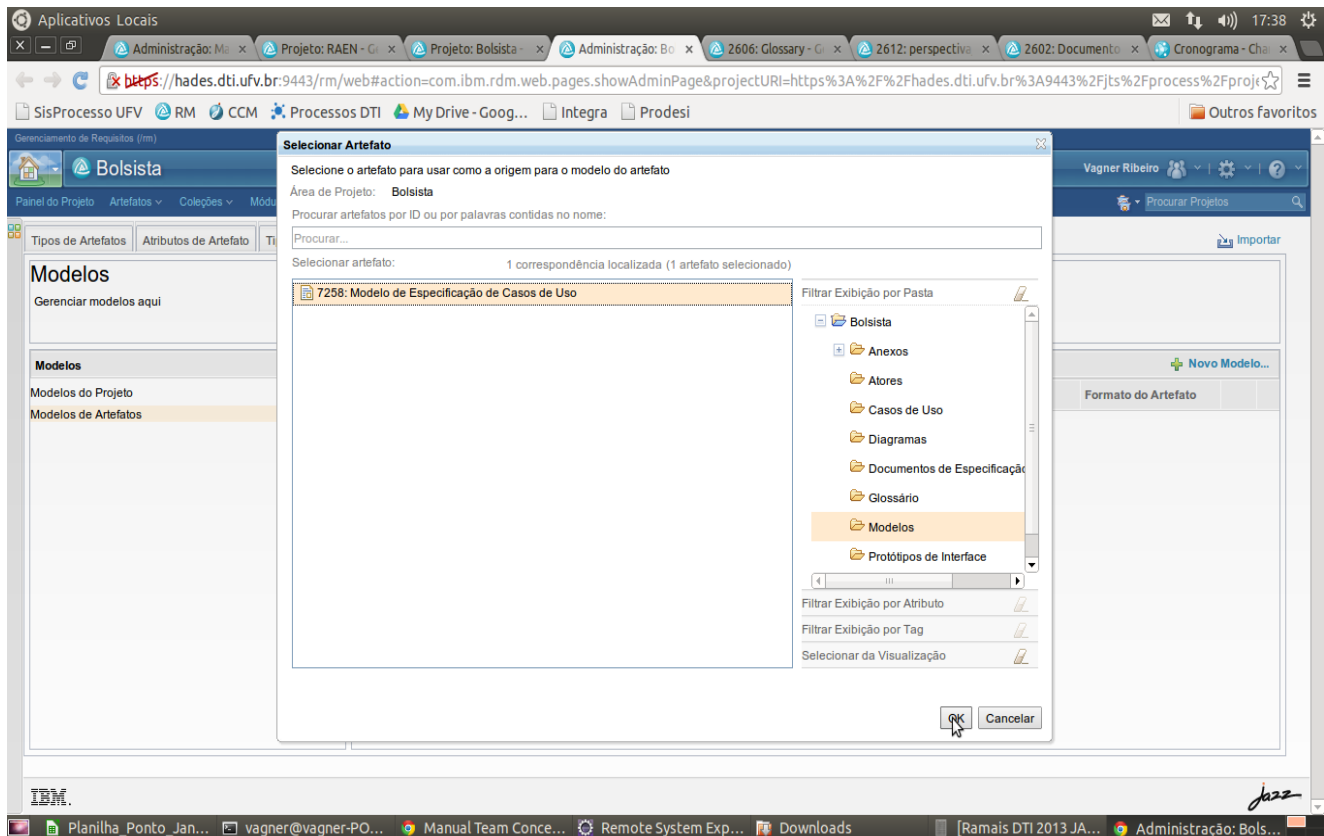 Aplicativos Locais
17:38
Administração: Ma
Projeto: RAEN - G
Projeto: Bolsista -
Administração: Bo
2606: Glossary - G
2612: perspectiva
2602: Documento
Cronograma - Cha
https://hades.dti.ufv.br:9443/rm/web#action=com.ibm.rdm.web.pages.showAdminPage&projectURI=https%3A%2F%2Fhades.dti.ufv.br%3A9443%2Fjts%2Fprocess%2Fproje
SisProcesso UFV
RM
CCM
Processos DTI
My Drive - Goog...
Integra
Prodesi
Outros favoritos
Gerenciamento de Requisitos (/rm)
Bolsista
Vagner Ribeiro
Painel do Projeto
Artefatos
Coleções
Módu
Procurar Projetos
Tipos de Artefatos
Atributos de Artefato
Ti
Importar
Modelos
Gerenciar modelos aqui
Modelos
Modelos do Projeto
Modelos de Artefatos
Novo Modelo...
Formato do Artefato
Selecionar Artefato
Selecione o artefato para usar como a origem para o modelo do artefato
Área de Projeto: Bolsista
Procurar artefatos por ID ou por palavras contidas no nome:
Procurar...
Selecionar artefato:
1 correspondência localizada (1 artefato selecionado)
7258: Modelo de Especificação de Casos de Uso
Filtrar Exibição por Pasta
Bolsista
Anexos
Atores
Casos de Uso
Diagramas
Documentos de Especificação
Glossário
Modelos
Protótipos de Interface
Filtrar Exibição por Atributo
Filtrar Exibição por Tag
Selecionar da Visualização
OK
Cancelar
IBM.
jazz
Planilha_Ponto_Jan...
vagner@vagner-PO...
Manual Team Conce...
Remote System Exp...
Downloads
[Ramais DTI 2013 JA...
Administração: Bols...